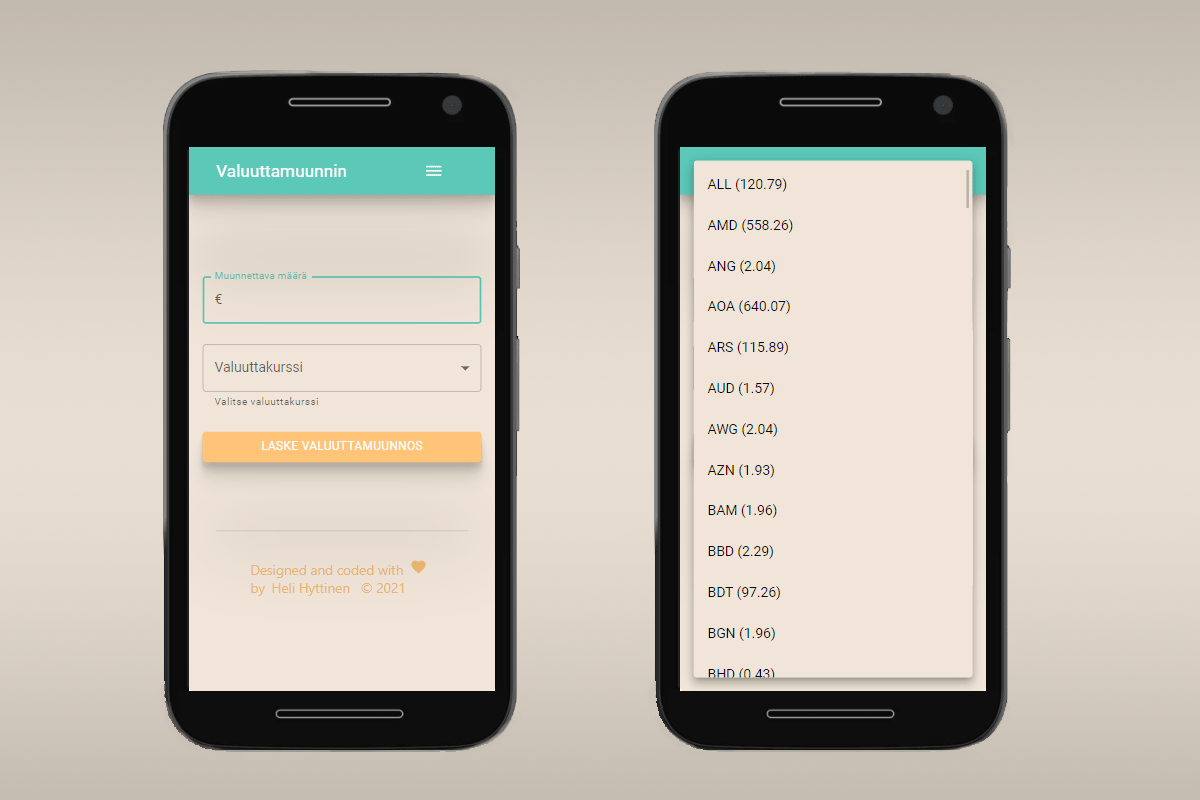 Valuuttamuunnin
Muunnettava määrä
€
Valuuttakurssi
Valitse valuuttakurssi
LASKE VALUUTTAMUUNNOS
Designed and coded with
by Heli Hyttinen © 2021
ALL (120.79)
AMD (558.26)
ANG (2.04)
AOA (640.07)
ARS (115.89)
AUD (1.57)
AWG (2.04)
AZN (1.93)
BAM (1.96)
BBD (2.29)
BDT (97.26)
BGN (1.96)
BHD (0.43)